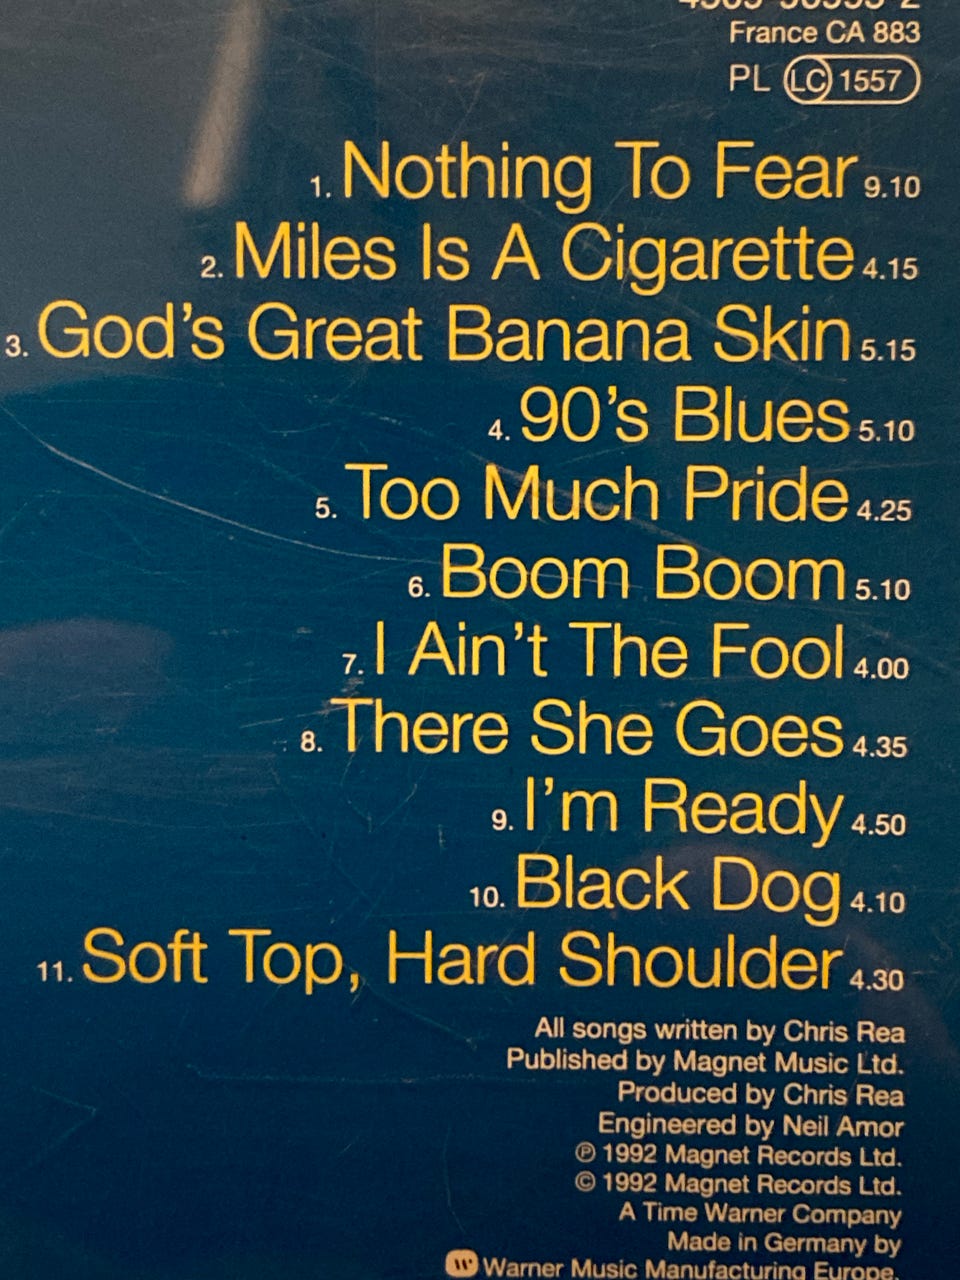 France CA 883
PL LC 1557
1. Nothing To Fear 9.10
2. Miles Is A Cigarette 4.15
3. God's Great Banana Skin 5.15
4. 90's Blues 5.10
5. Too Much Pride 4.25
6. Boom Boom 5.10
7. I Ain't The Fool 4.00
8. There She Goes 4.35
9. I'm Ready 4.50
10. Black Dog 4.10
11. Soft Top, Hard Shoulder 4.30
All songs written by Chris Rea
Published by Magnet Music Ltd.
Produced by Chris Rea
Engineered by Neil Amor
℗ 1992 Magnet Records Ltd.
© 1992 Magnet Records Ltd.
A Time Warner Company
Made in Germany by
Warner Music Manufacturing Europe.